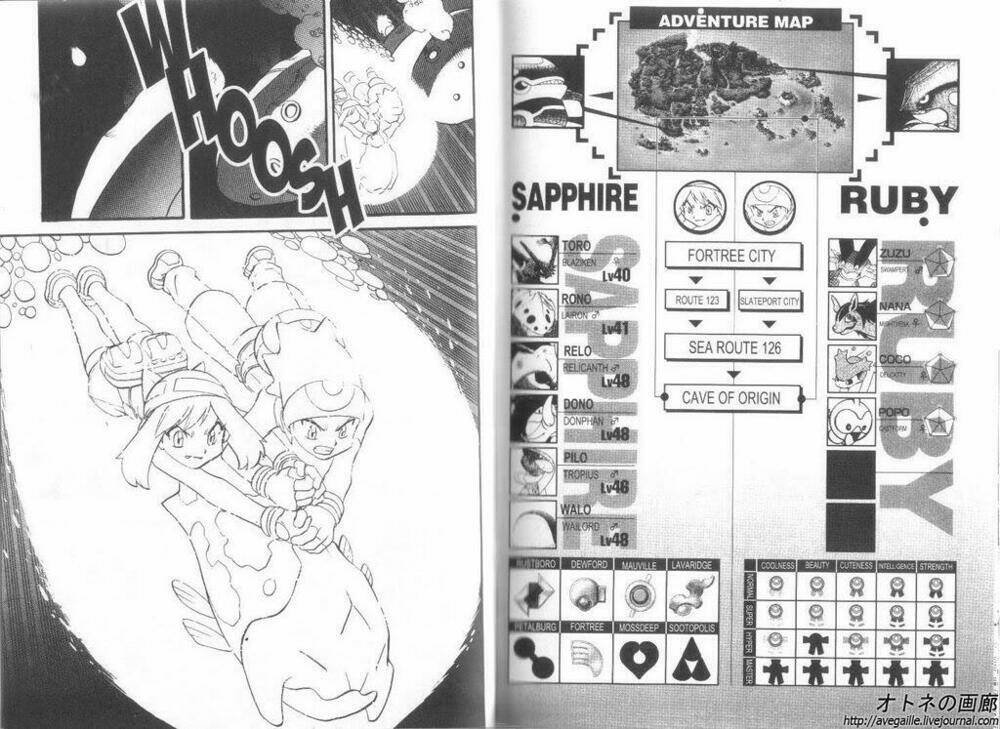 WHOOSH
ADVENTURE MAP
SAPPHIRE
RUBY
FORTREE CITY
ROUTE 123
SLATEPORT CITY
SEA ROUTE 126
CAVE OF ORIGIN
SAPPHIRE
TORO
BLAZIKEN ♀
Lv40
RONO
LAIRON ♂
Lv41
RELO
RELICANTH ♂
Lv48
DONO
DONPHAN ♂
Lv48
PILO
TROPIUS ♂
Lv46
WALO
WAILORD ♂
Lv48
RUBY
ZUZU
SWAMPERT ♂
NANA
MIGHTYENA ♀
COCO
DELCATTY ♀
POPO
CASTFORM ♀
RUSTBORO DEWFORD MAUVILLE LAVARIDGE
PETALBURG FORTREE MOSSDEEP SOOTOPOLIS
COOLNESS BEAUTY CUTENESS INTELLIGENCE STRENGTH
NORMAL
SUPER
HYPER
MASTER
オトネの画廊
http://avegaille.livejournal.com/